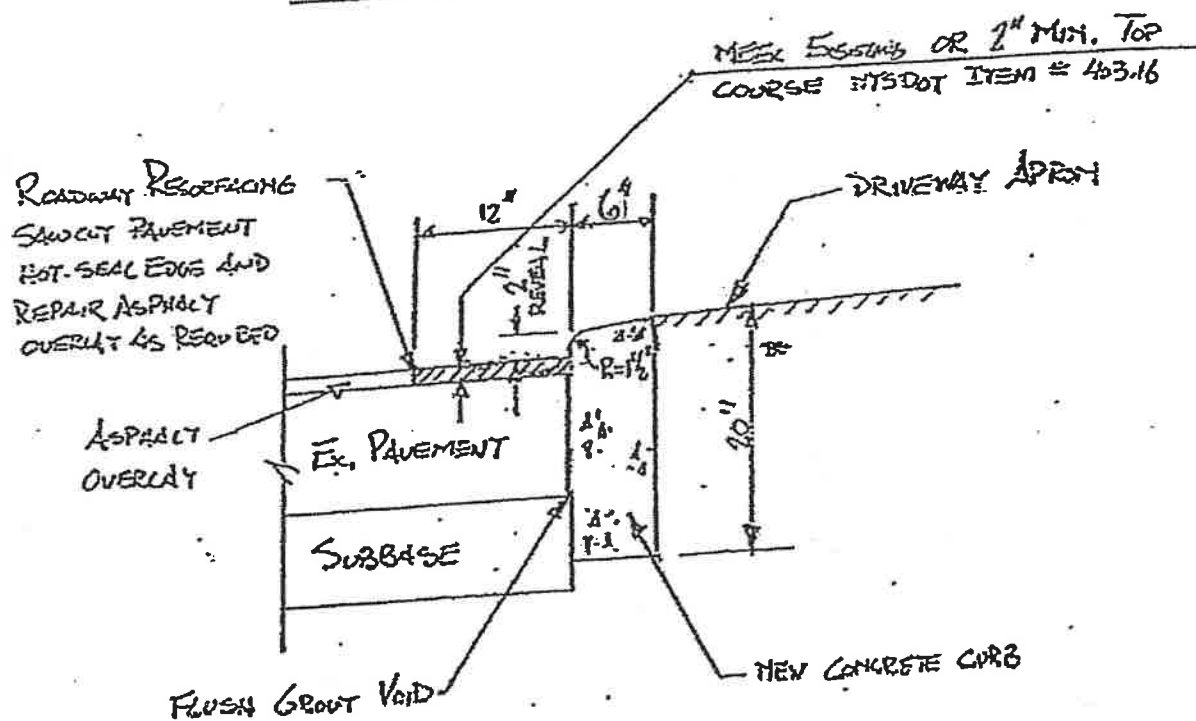 OR 2" MIN. TOP
COURSE NYSDOT ITEM # 403.16
ROADWAY RESURFACING
SAWCUT PAVEMENT
HOT-SEAL EDGE AND
REPAIR ASPHALT
OVERLAY AS REQUIRED
DRIVEWAY APRON
12"
6"
2"
REVEAL
R=1½"
20"
ASPHALT
OVERLAY
EX. PAVEMENT
SUBBASE
FLUSH GROUT VOID
NEW CONCRETE CURB